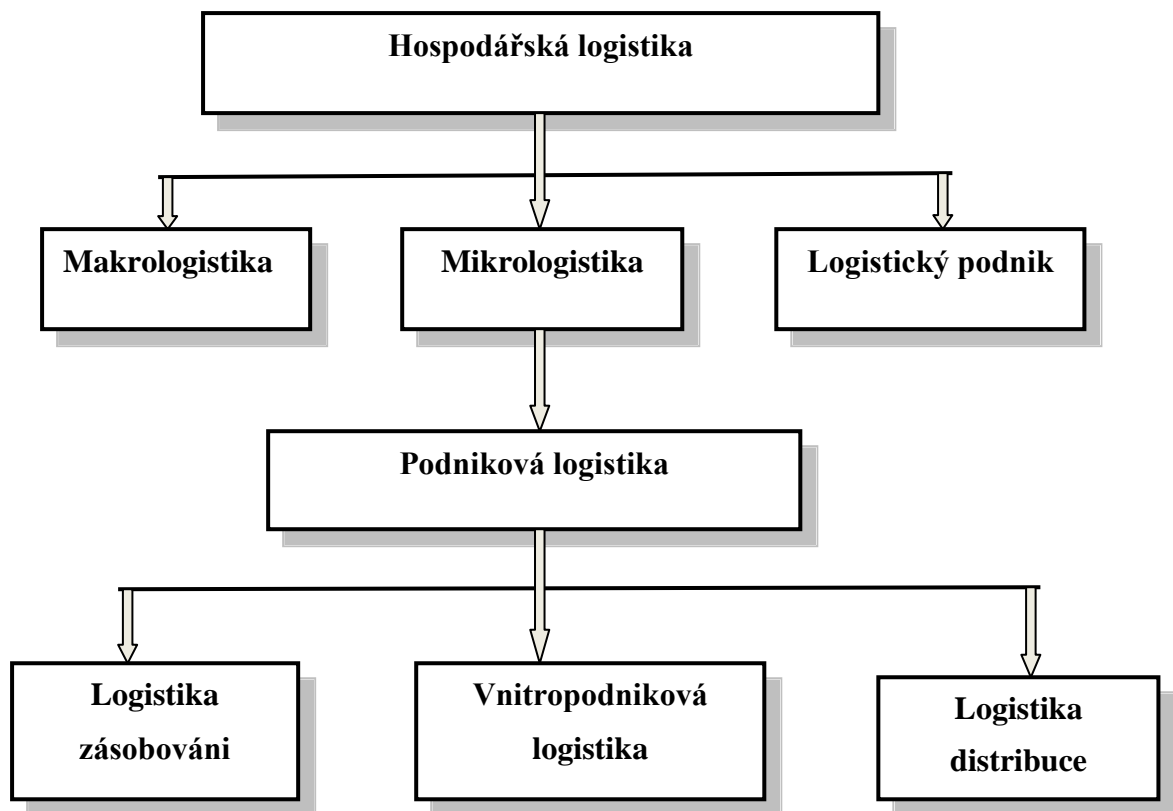 Hospodářská logistika
Makrologistika
Mikrologistika
Logistický podnik
Podniková logistika
Logistika
zásobováni
Vnitropodniková
logistika
Logistika
distribuce